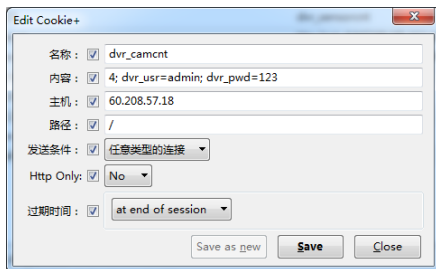 Edit Cookie+
名称： dvr_camcnt
内容： 4; dvr_usr=admin; dvr_pwd=123
主机： 60.208.57.18
路径： /
发送条件： 任意类型的连接
Http Only: No
过期时间： at end of session
Save as new Save Close